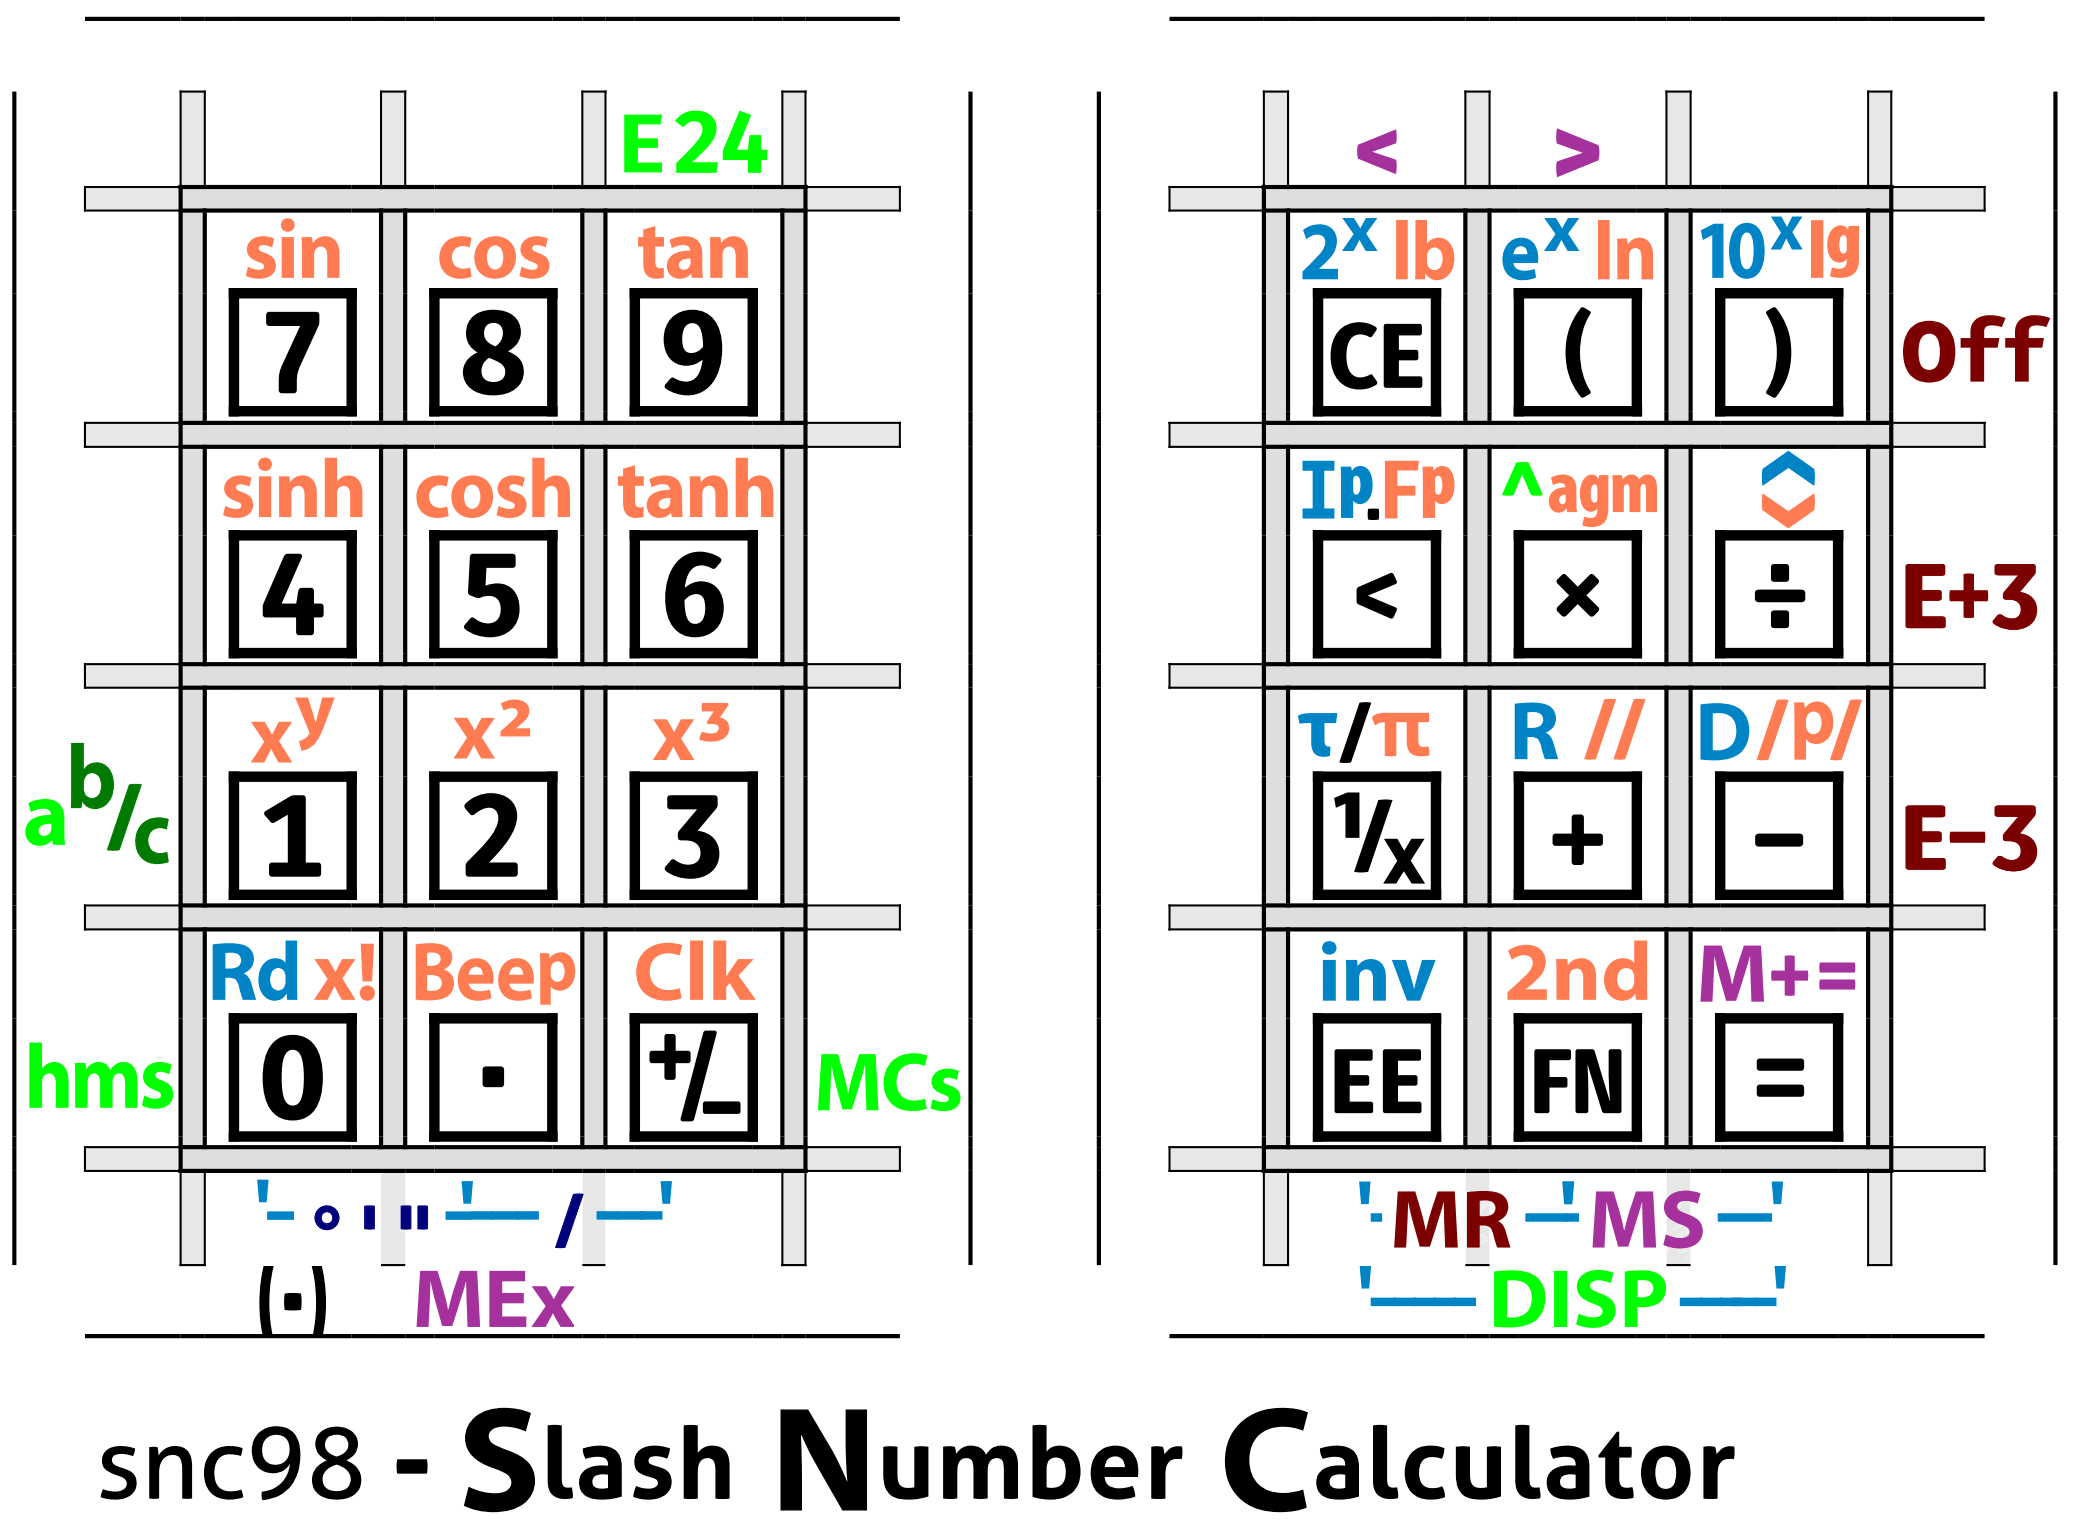 E24 < >
sin cos tan 2ˣ lb eˣ ln 10ˣ lg
7 8 9 CE ( ) Off
sinh cosh tanh Ip.Fp ^ agm
4 5 6 < × ÷ E+3
xʸ x² x³ τ/π R // D /p/
a b/c 1 2 3 1/x + − E−3
Rd x! Beep Clk inv 2nd M+=
hms 0 . +/− MCs EE FN =
'- ° ' " -'- / -' '- MR -'- MS -'
(·) MEx '- DISP -'
snc98 - Slash Number Calculator